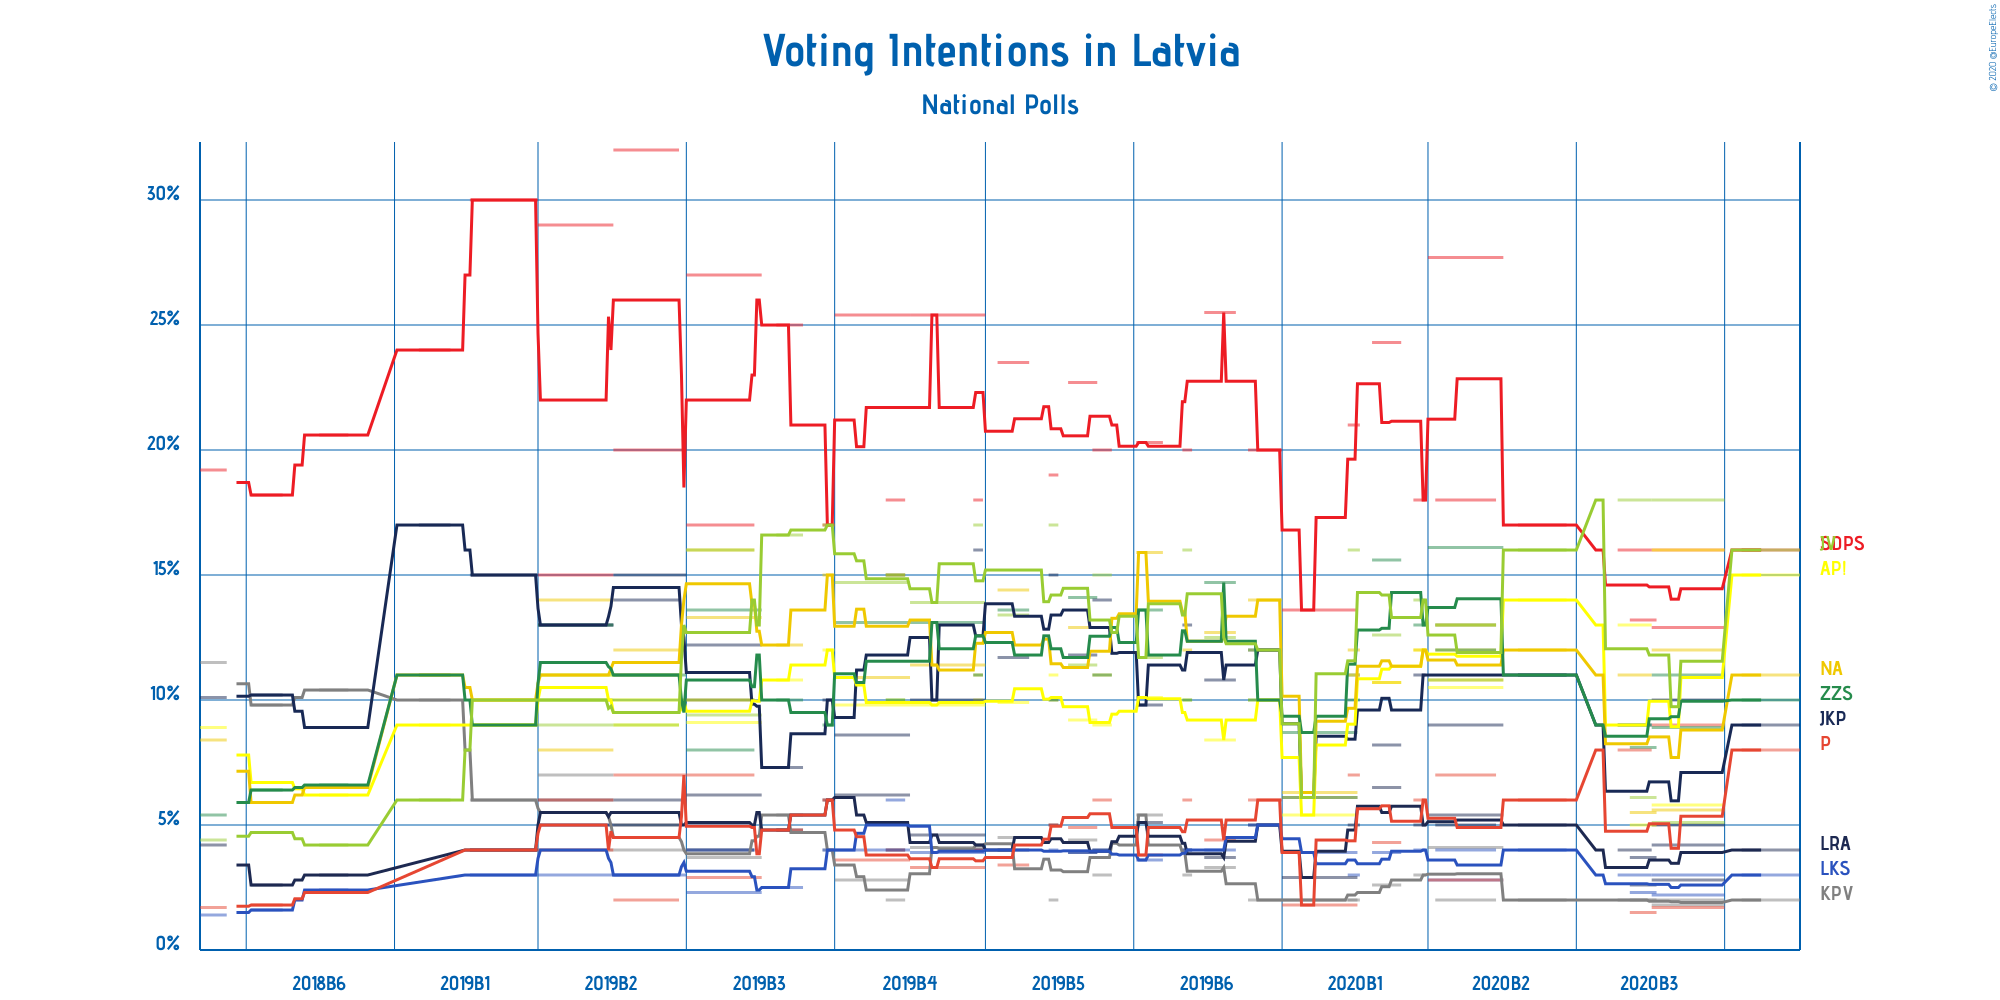 © 2020 @EuropeElects
Voting Intentions in Latvia
National Polls
30%
25%
20%
15%
10%
5%
0%
SDPS
API
NA
ZZS
JKP
P
LRA
LKS
KPV
2018B6
2019B1
2019B2
2019B3
2019B4
2019B5
2019B6
2020B1
2020B2
2020B3